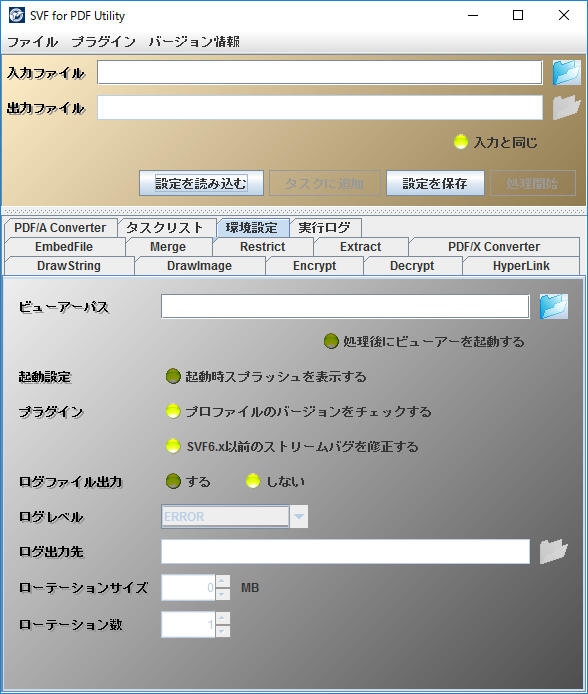 SVF for PDF Utility
ファイル プラグイン バージョン情報
入力ファイル
出力ファイル
入力と同じ
設定を読み込む タスクに追加 設定を保存 処理開始
PDF/A Converter タスクリスト 環境設定 実行ログ
EmbedFile Merge Restrict Extract PDF/X Converter
DrawString DrawImage Encrypt Decrypt HyperLink
ビューアーパス
処理後にビューアーを起動する
起動設定 起動時スプラッシュを表示する
プラグイン プロファイルのバージョンをチェックする
SVF6.x以前のストリームバグを修正する
ログファイル出力 する しない
ログレベル ERROR
ログ出力先
ローテーションサイズ 0 MB
ローテーション数 1